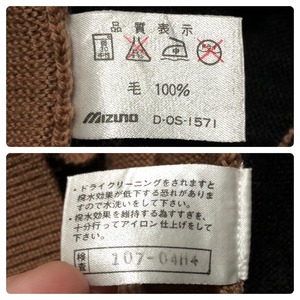 品質表示
毛 100%
mizuno D-OS-1571
・ドライクリーニングをされますと
撥水効果が低下する恐れがありま
すので水洗いをして下さい。
・撥水効果を維持する為すすぎを、
十分行ってアイロン仕上げをして
下さい。
検査 107-04H4